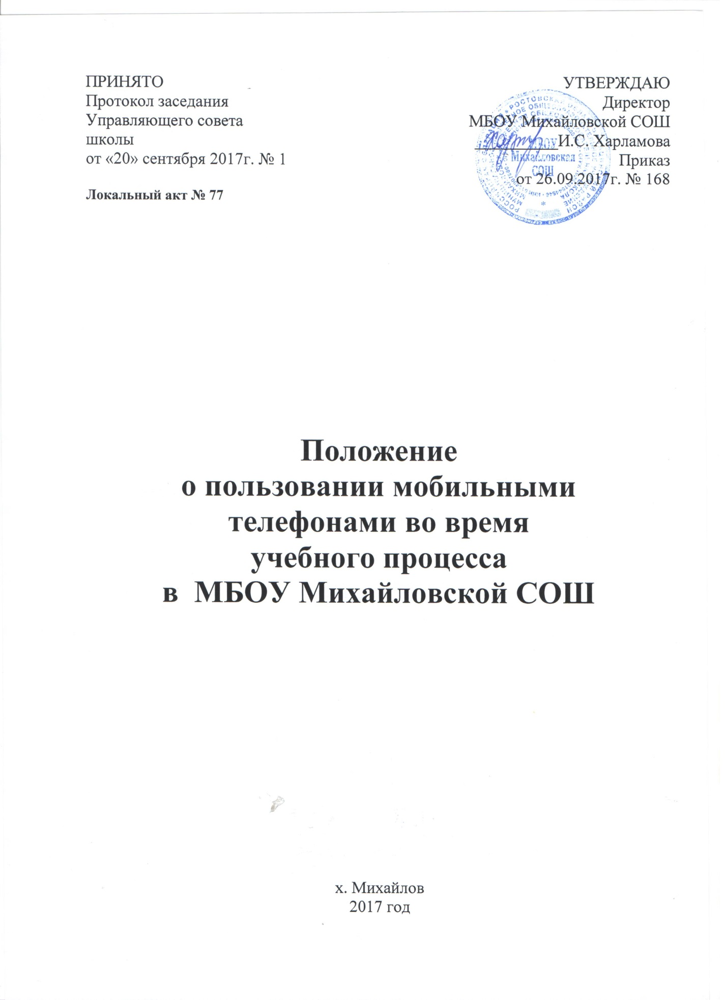 ПРИНЯТО
Протокол заседания
Управляющего совета
школы
от «20» сентября 2017г. № 1
Локальный акт № 77
УТВЕРЖДАЮ
Директор
МБОУ Михайловской СОШ
__________И.С. Харламова
Приказ
от 26.09.2017г. № 168
Михайловская
СОШ
Положение
о пользовании мобильными
телефонами во время
учебного процесса
в МБОУ Михайловской СОШ
х. Михайлов
2017 год